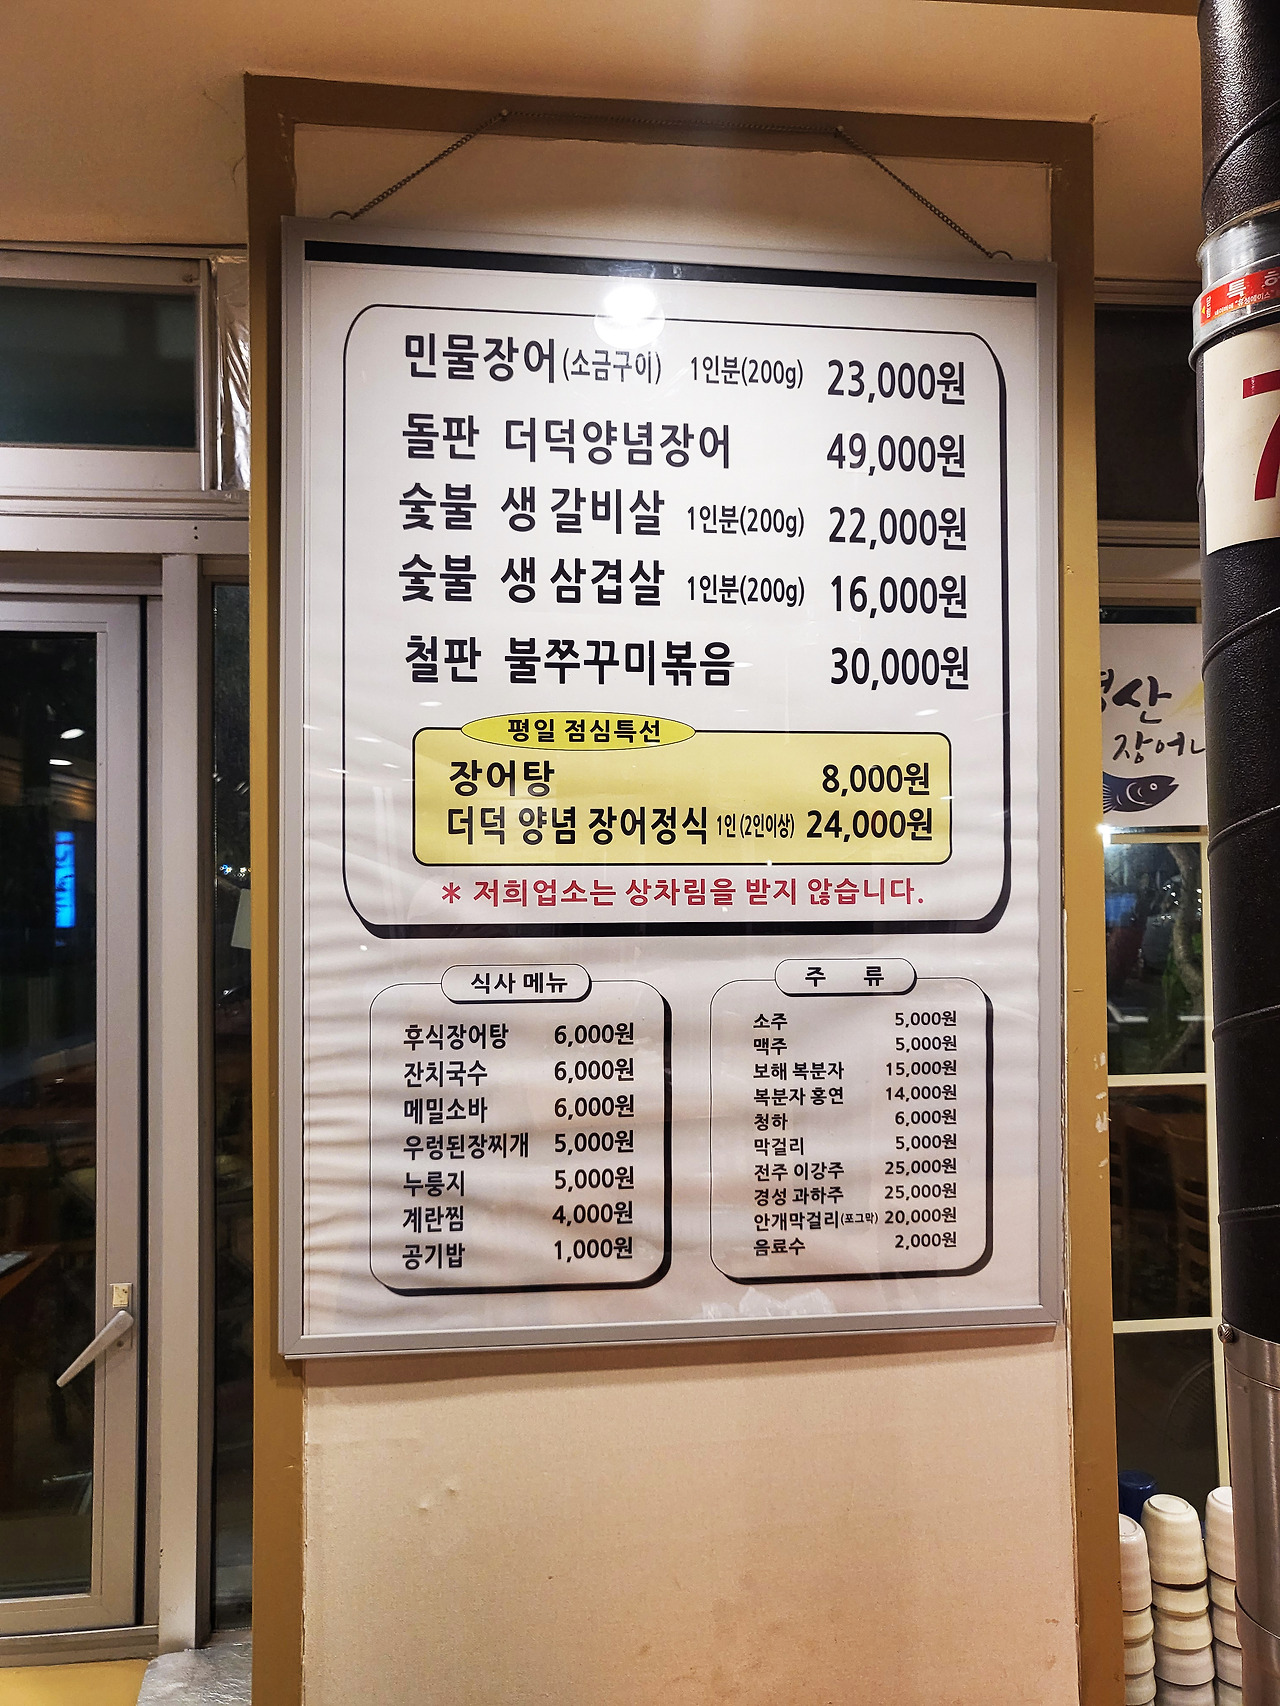 민물장어(소금구이) 1인분(200g) 23,000원
돌판 더덕양념장어 49,000원
숯불 생 갈비살 1인분(200g) 22,000원
숯불 생 삼겹살 1인분(200g) 16,000원
철판 불쭈꾸미볶음 30,000원
평일 점심특선
장어탕 8,000원
더덕 양념 장어정식 1인 (2인이상) 24,000원
* 저희업소는 상차림을 받지 않습니다.
식사 메뉴
후식장어탕 6,000원
잔치국수 6,000원
메밀소바 6,000원
우렁된장찌개 5,000원
누룽지 5,000원
계란찜 4,000원
공기밥 1,000원
주 류
소주 5,000원
맥주 5,000원
보해 복분자 15,000원
복분자 홍연 14,000원
청하 6,000원
막걸리 5,000원
전주 이강주 25,000원
경성 과하주 25,000원
안개막걸리(포그막) 20,000원
음료수 2,000원
특
7
산
장어